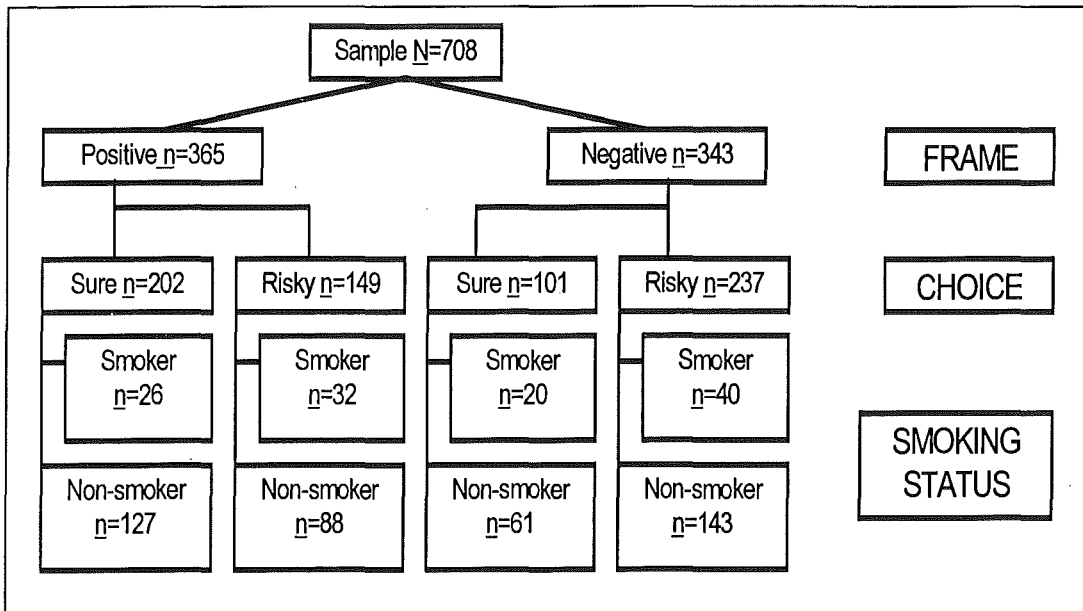 Sample N=708
Positive n=365
Negative n=343
FRAME
Sure n=202
Risky n=149
Sure n=101
Risky n=237
CHOICE
Smoker
n=26
Smoker
n=32
Smoker
n=20
Smoker
n=40
Non-smoker
n=127
Non-smoker
n=88
Non-smoker
n=61
Non-smoker
n=143
SMOKING
STATUS